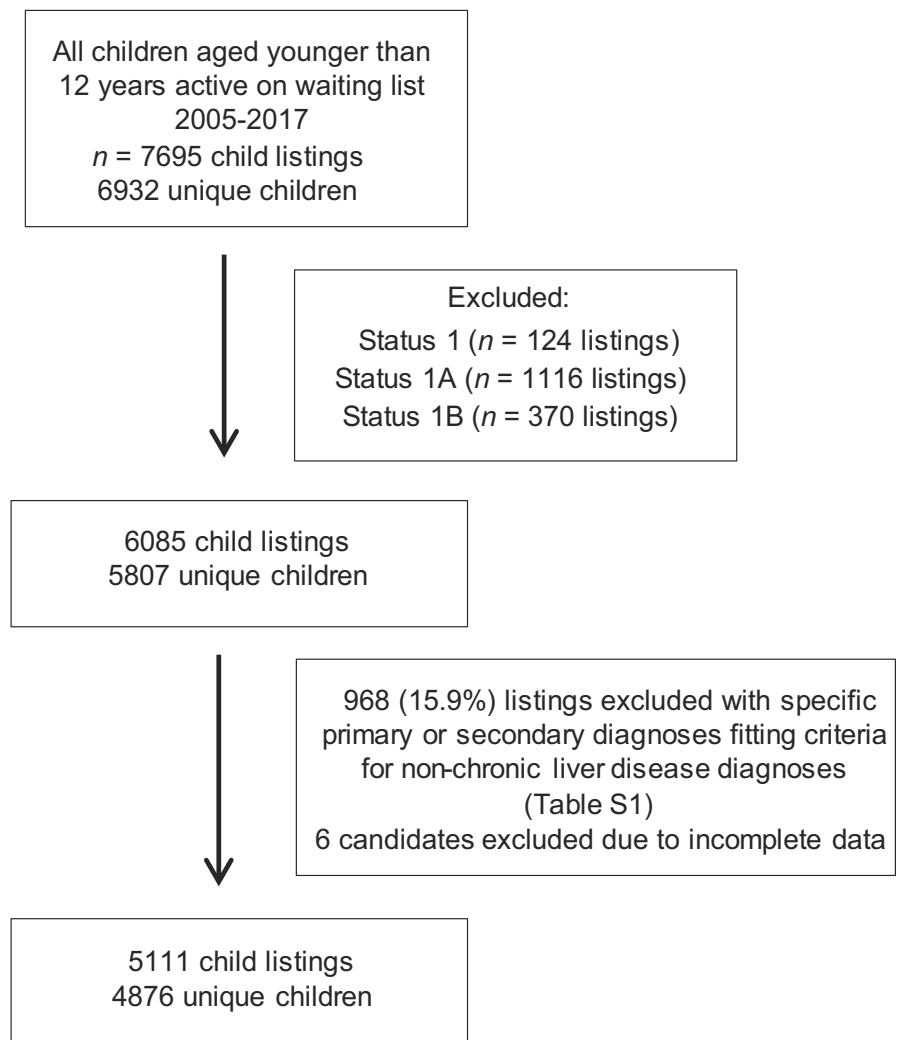 All children aged younger than
12 years active on waiting list
2005-2017
n = 7695 child listings
6932 unique children
Excluded:
Status 1 (n = 124 listings)
Status 1A (n = 1116 listings)
Status 1B (n = 370 listings)
6085 child listings
5807 unique children
968 (15.9%) listings excluded with specific
primary or secondary diagnoses fitting criteria
for non-chronic liver disease diagnoses
(Table S1)
6 candidates excluded due to incomplete data
5111 child listings
4876 unique children